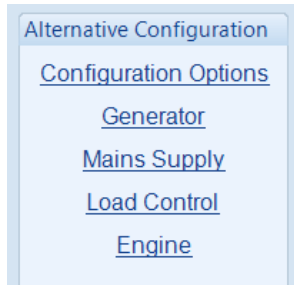 Alternative Configuration
Configuration Options
Generator
Mains Supply
Load Control
Engine